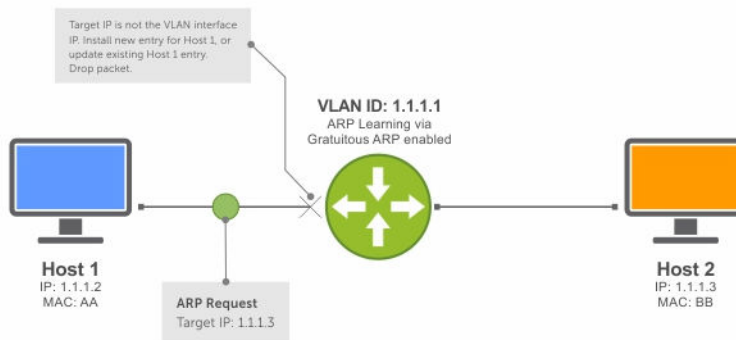 Target IP is not the VLAN interface
IP. Install new entry for Host 1, or
update existing Host 1 entry.
Drop packet.
VLAN ID: 1.1.1.1
ARP Learning via
Gratuitous ARP enabled
Host 1
IP: 1.1.1.2
MAC: AA
ARP Request
Target IP: 1.1.1.3
Host 2
IP: 1.1.1.3
MAC: BB